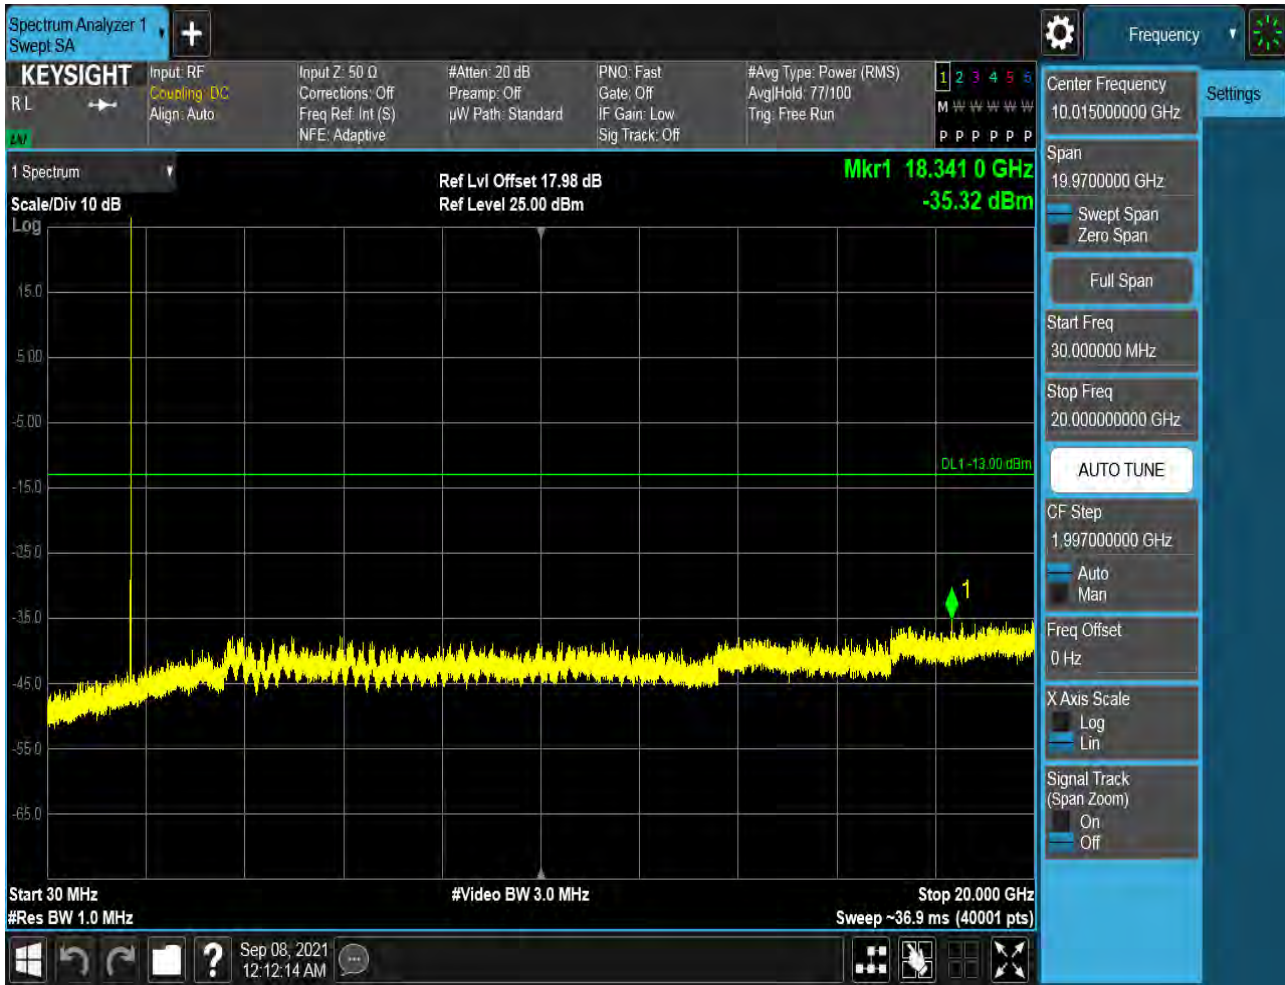 Spectrum Analyzer 1
Swept SA
Frequency
KEYSIGHT
R L
LNI
Input: RF
Coupling: DC
Align: Auto
Input Z: 50 Ω
Corrections: Off
Freq Ref: Int (S)
NFE: Adaptive
#Atten: 20 dB
Preamp: Off
µW Path: Standard
PNO: Fast
Gate: Off
IF Gain: Low
Sig Track: Off
#Avg Type: Power (RMS)
Avg|Hold: 77/100
Trig: Free Run
1 2 3 4 5 6
M W W W W W
P P P P P P
1 Spectrum
Scale/Div 10 dB
Log
Ref Lvl Offset 17.98 dB
Ref Level 25.00 dBm
Mkr1 18.341 0 GHz
-35.32 dBm
15.0
5.00
-5.00
-15.0
-25.0
-35.0
-45.0
-55.0
-65.0
DL1 -13.00 dBm
1
Start 30 MHz
#Res BW 1.0 MHz
#Video BW 3.0 MHz
Stop 20.000 GHz
Sweep ~36.9 ms (40001 pts)
Center Frequency
10.015000000 GHz
Settings
Span
19.9700000 GHz
Swept Span
Zero Span
Full Span
Start Freq
30.000000 MHz
Stop Freq
20.000000000 GHz
AUTO TUNE
CF Step
1.997000000 GHz
Auto
Man
Freq Offset
0 Hz
X Axis Scale
Log
Lin
Signal Track
(Span Zoom)
On
Off
?
Sep 08, 2021
12:12:14 AM